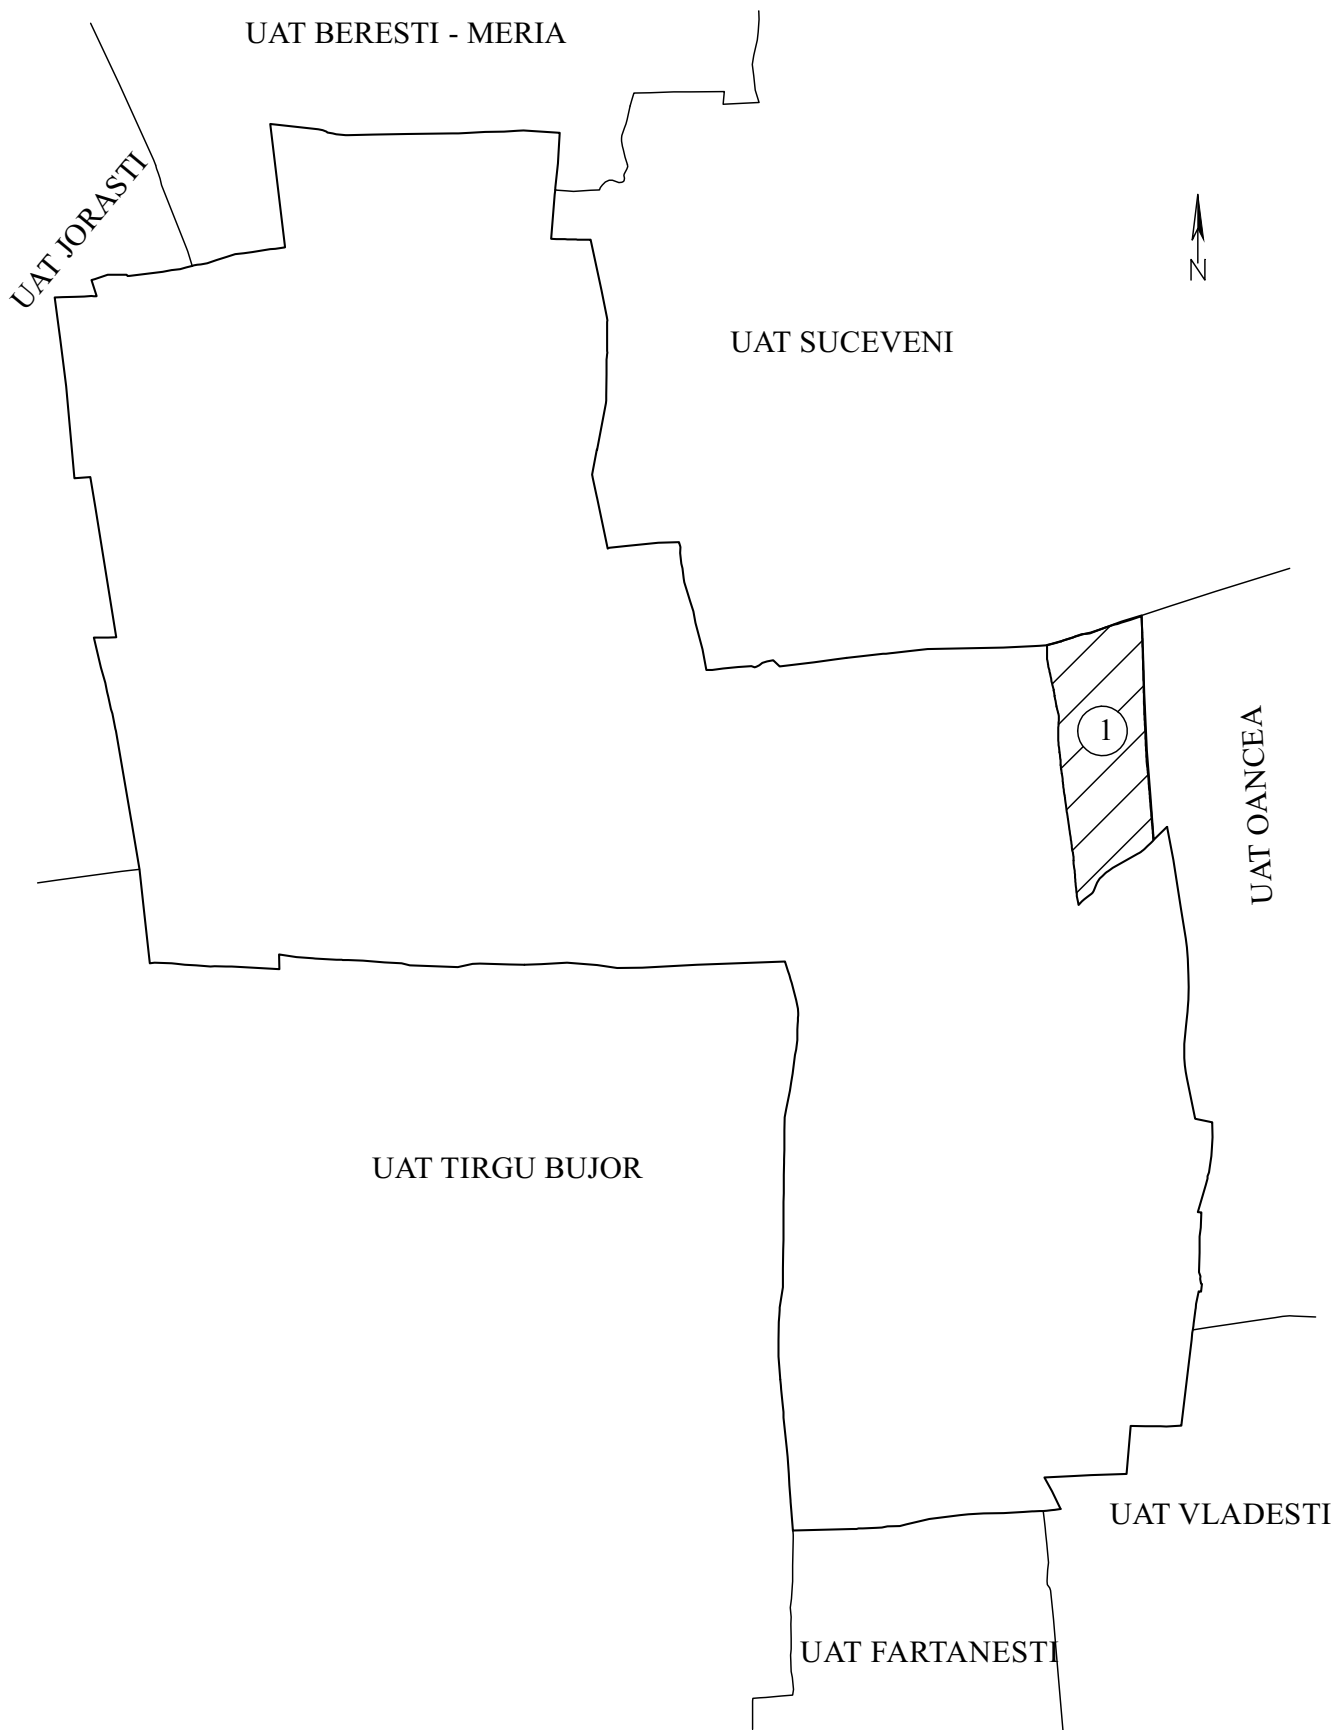 UAT BERESTI - MERIA
UAT JORASTI
N
UAT SUCEVENI
1
UAT OANCEA
UAT TIRGU BUJOR
UAT VLADESTI
UAT FARTANESTI